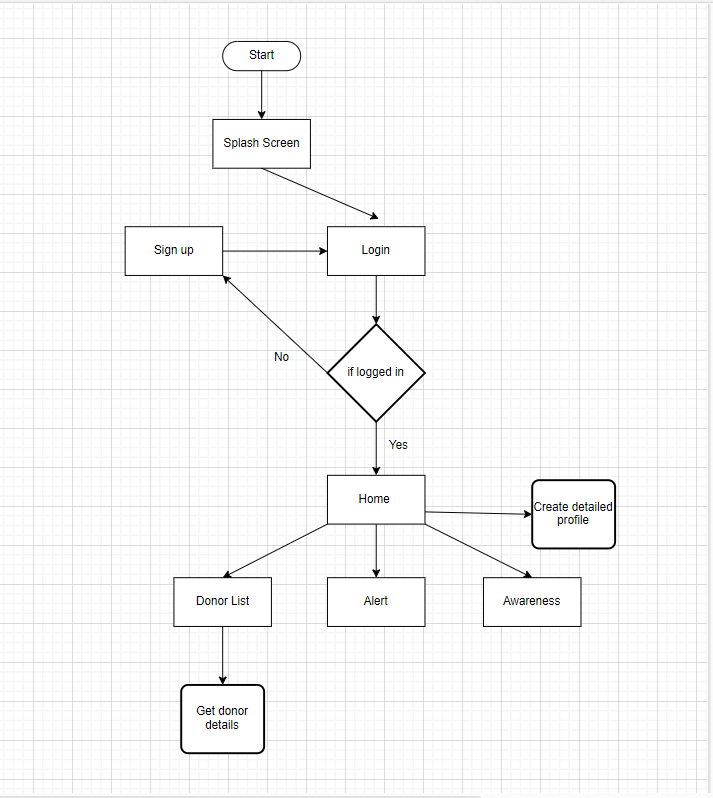 Start
Splash Screen
Sign up
Login
No
if logged in
Yes
Home
Create detailed
profile
Donor List
Alert
Awareness
Get donor
details